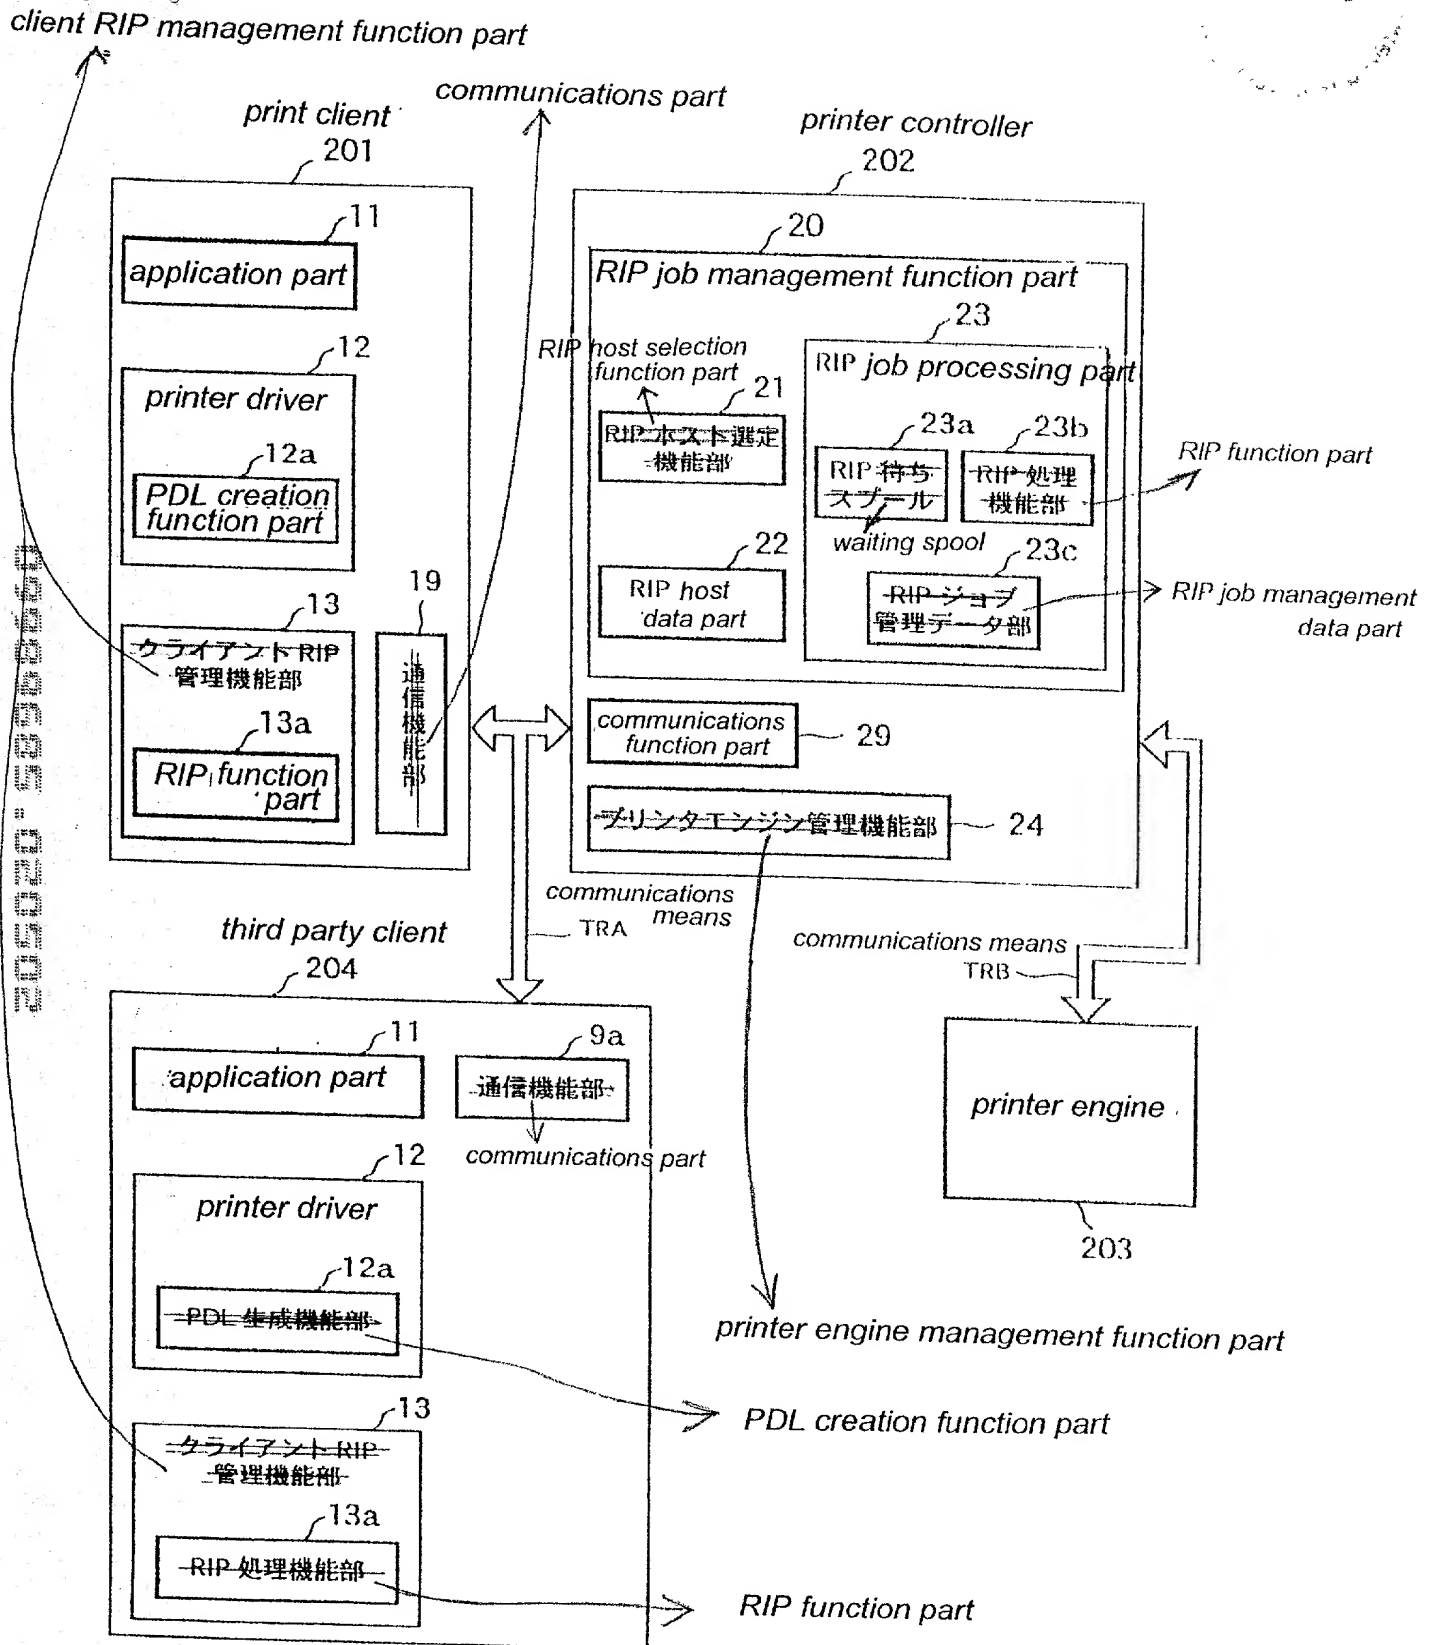 client RIP management function part
communications part
print client
201
printer controller
202
11
application part
12
printer driver
12a
PDL creation
function part
13
クライアント RIP
管理機能部
13a
RIP function
part
19
通信機能部
20
RIP job management function part
RIP host selection
function part
21
RIP ホスト選定
機能部
22
RIP host
data part
23
RIP job processing part
23a
RIP 待ち
スプール
waiting spool
23b
RIP 処理
機能部
RIP function part
23c
RIP ジョブ
管理データ部
RIP job management
data part
communications
function part
29
プリンタエンジン管理機能部
24
communications
means
TRA
communications means
TRB
third party client
204
11
application part
9a
通信機能部
communications part
12
printer driver
12a
PDL 生成機能部
13
クライアント RIP
管理機能部
13a
RIP 処理機能部
printer engine
203
printer engine management function part
PDL creation function part
RIP function part